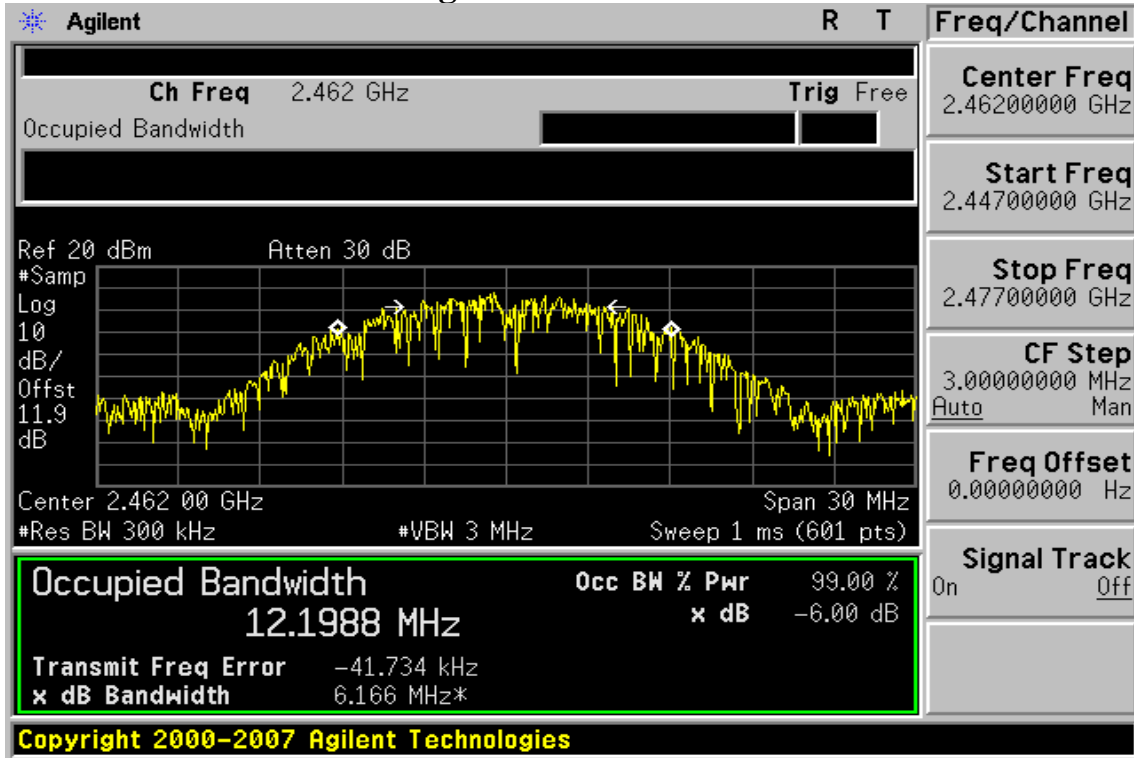 Agilent R T Freq/Channel
Ch Freq 2.462 GHz Trig Free
Occupied Bandwidth
Center Freq
2.46200000 GHz
Start Freq
2.44700000 GHz
Stop Freq
2.47700000 GHz
CF Step
3.00000000 MHz
Auto Man
Freq Offset
0.00000000 Hz
Signal Track
On Off
Ref 20 dBm Atten 30 dB
#Samp
Log
10
dB/
Offst
11.9
dB
Center 2.462 00 GHz Span 30 MHz
#Res BW 300 kHz #VBW 3 MHz Sweep 1 ms (601 pts)
Occupied Bandwidth Occ BW % Pwr 99.00 %
12.1988 MHz x dB -6.00 dB
Transmit Freq Error -41.734 kHz
x dB Bandwidth 6.166 MHz*
Copyright 2000-2007 Agilent Technologies